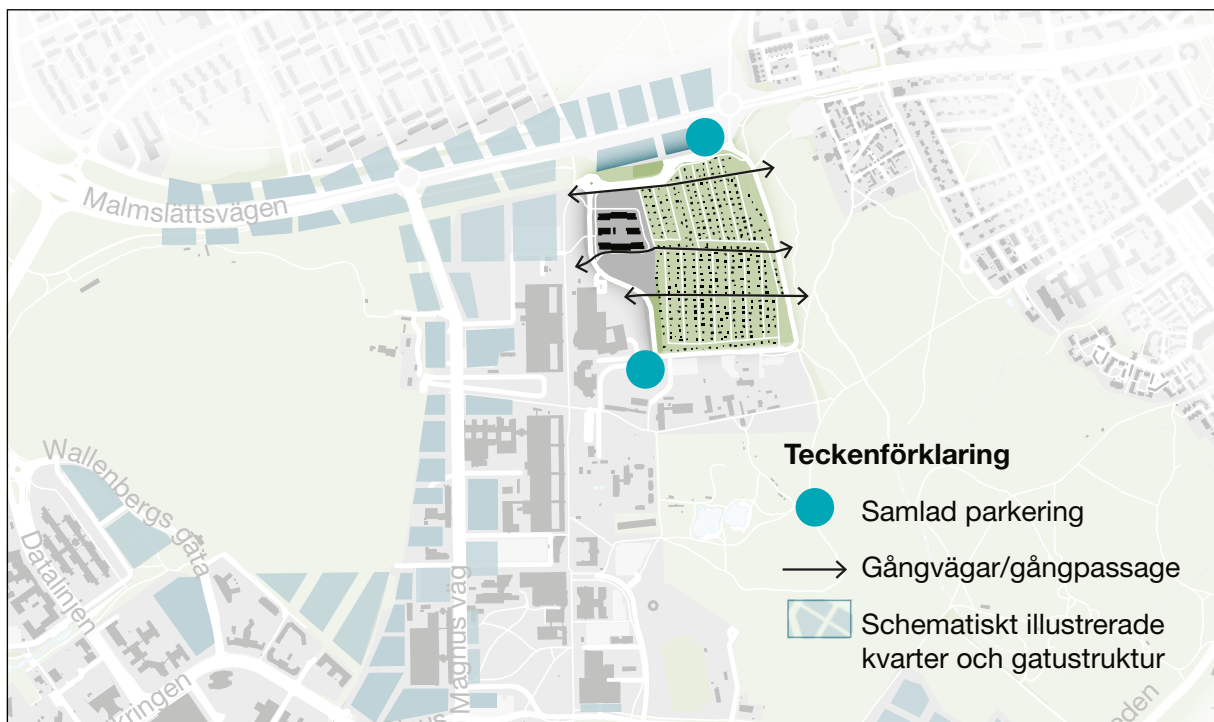 Malmslättsvägen
Wallenbergs gata
Datalinjen
Magnus väg
Teckenförklaring
Samlad parkering
Gångvägar/gångpassage
Schematiskt illustrerade
kvarter och gatustruktur